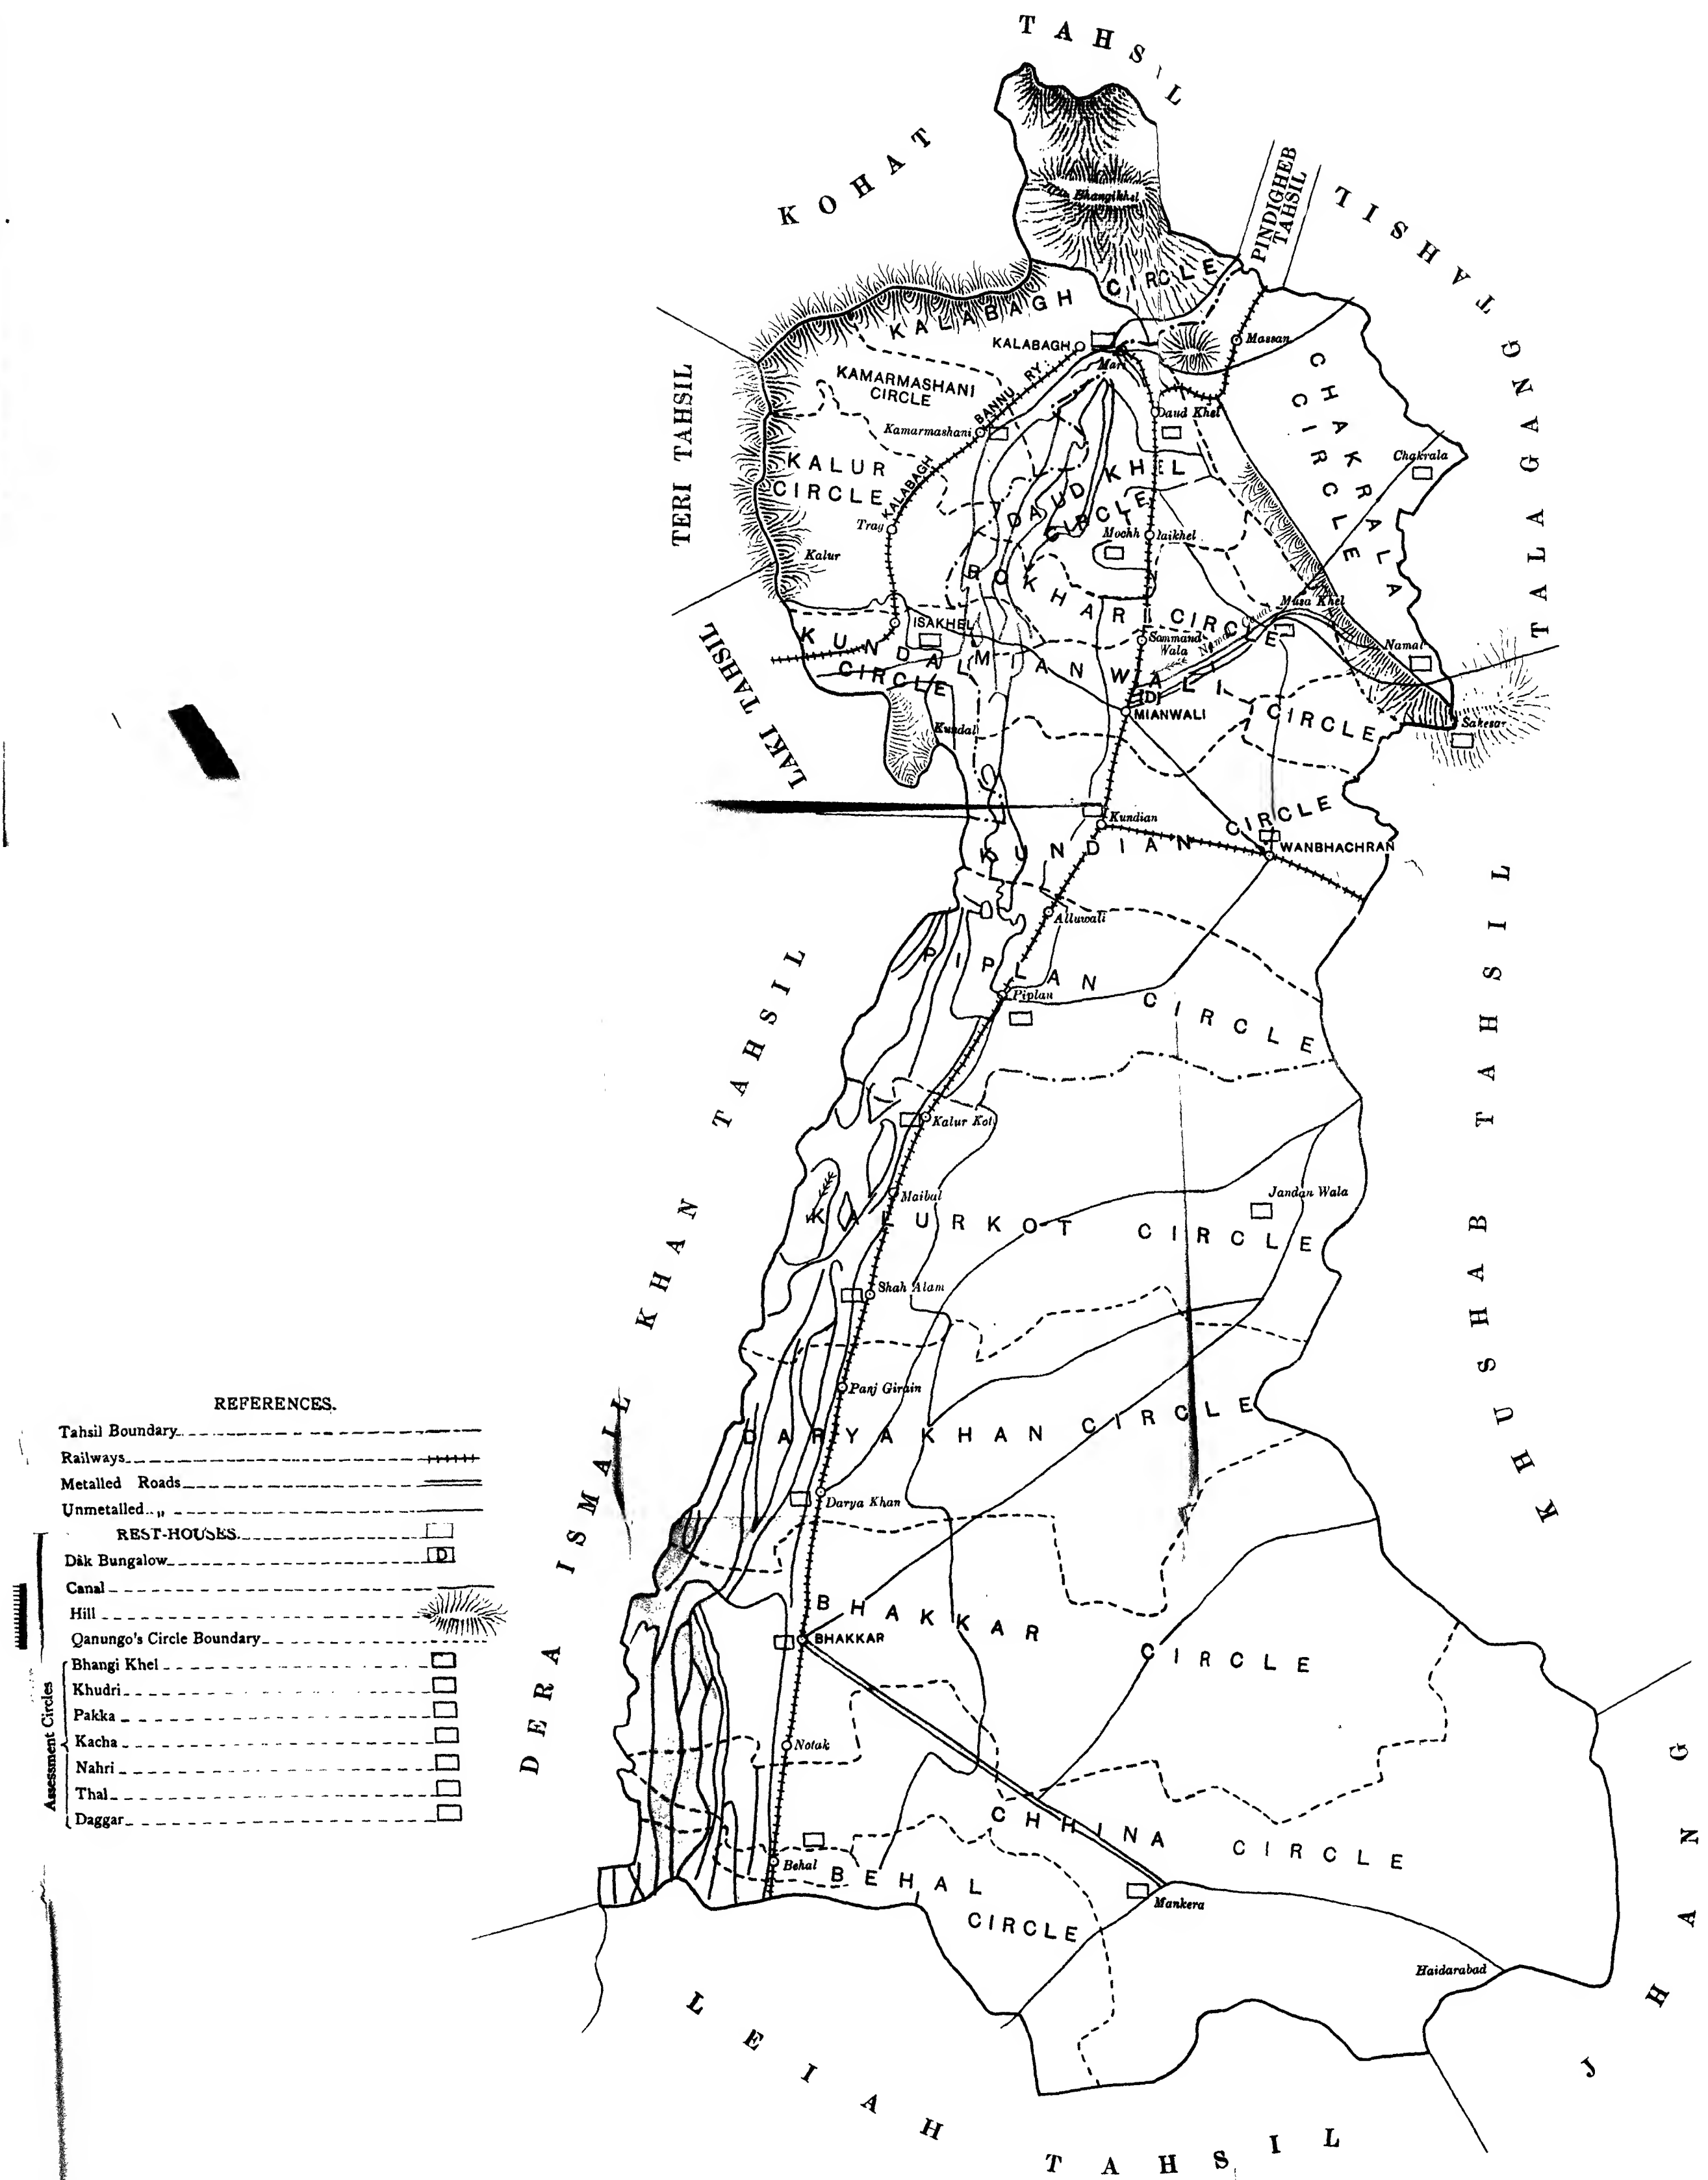 TAHSIL
KOHAT
PINDIGHEB
TAHSIL
TALAGANG TAHSIL
Bhangikhel
KALABAGH CIRCLE
KALABAGH
Mari
Massan
TERI TAHSIL
KAMARMASHANI
CIRCLE
KALABAGH BANNU RY.
Kamarmashani
Daud Khel
CHAKRALA
CIRCLE
Chakrala
KALUR
CIRCLE
DAUD KHEL
CIRCLE
Tray
Mochh
Kalur
ROKHARI CIRCLE
Musa Khel
ISAKHEL
Sammand
Wala
Namal
KUNDAL
CIRCLE
MIANWALI CIRCLE
LAKI TAHSIL
[D]
MIANWALI
Sakesar
Kundal
Kundian
KUNDIAN CIRCLE
WANBHACHRAN
Alluwali
PIPLAN CIRCLE
Piplan
KHUSHAB TAHSIL
DERA ISMAIL KHAN TAHSIL
Kalur Kot
Maibal
Jandan Wala
KALURKOT CIRCLE
Shah Alam
Panj Girain
DARYAKHAN CIRCLE
Darya Khan
BHAKKAR CIRCLE
BHAKKAR
Notak
CHHINA CIRCLE
Behal
BEHAL
CIRCLE
Mankera
Haidarabad
JHANG
LEIAH TAHSIL
REFERENCES.
Tahsil Boundary
Railways
Metalled Roads
Unmetalled „
REST-HOUSES.
Dâk Bungalow D
Canal
Hill
Qanungo's Circle Boundary
Assessment Circles
Bhangi Khel
Khudri
Pakka
Kacha
Nahri
Thal
Daggar